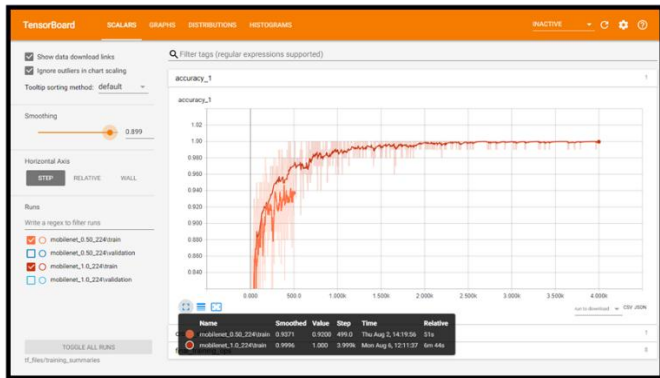 TensorBoard SCALARS GRAPHS DISTRIBUTIONS HISTOGRAMS INACTIVE
Show data download links
Ignore outliers in chart scaling
Tooltip sorting method: default
Smoothing
0.899
Horizontal Axis
STEP RELATIVE WALL
Runs
Write a regex to filter runs
mobilenet_0.50_224\train
mobilenet_0.50_224\validation
mobilenet_1.0_224\train
mobilenet_1.0_224\validation
TOGGLE ALL RUNS
tf_files/training_summaries
Filter tags (regular expressions supported)
accuracy_1 1
accuracy_1
1.02
1.00
0.980
0.960
0.940
0.920
0.900
0.880
0.860
0.840
0.000 500.0 1.000k 1.500k 2.000k 2.500k 3.000k 3.500k 4.000k
run to download CSV JSON
Name Smoothed Value Step Time Relative
mobilenet_0.50_224\train 0.9371 0.9200 499.0 Thu Aug 2, 14:19:56 51s
mobilenet_1.0_224\train 0.9996 1.000 3.999k Mon Aug 6, 12:11:37 6m 44s